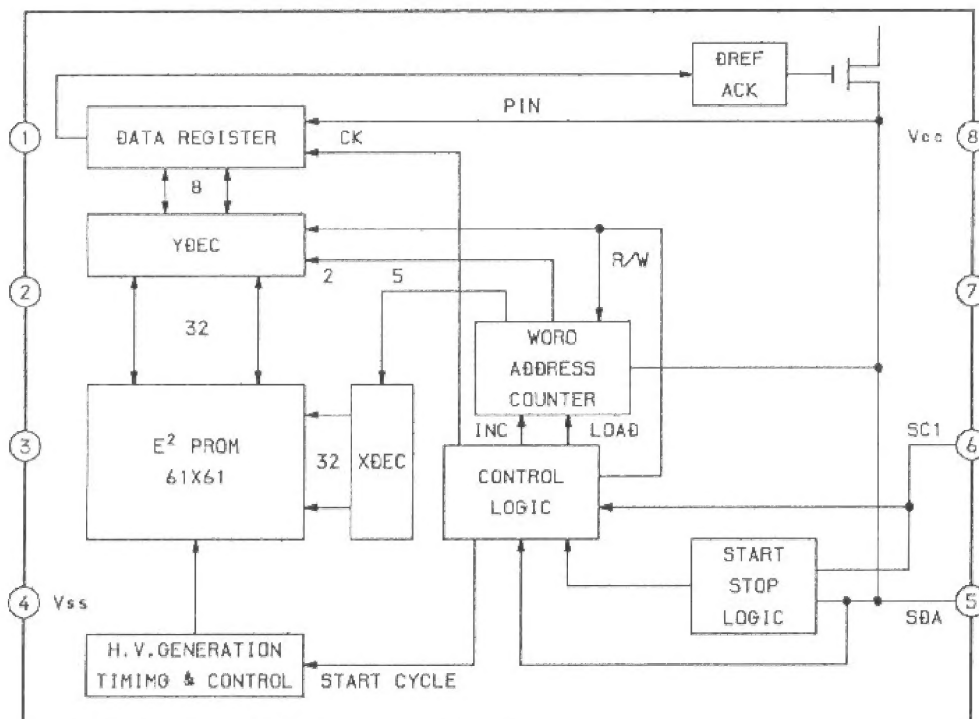 DREF
ACK
PIN
1
DATA REGISTER
CK
Vcc
8
8
YDEC
R/W
2
2
5
7
32
WORD
ADDRESS
COUNTER
INC
LOAD
3
E² PROM
61X61
32
XDEC
CONTROL
LOGIC
SC1
6
START
STOP
LOGIC
4
Vss
SDA
5
H.V.GENERATION
TIMIMG & CONTROL
START CYCLE